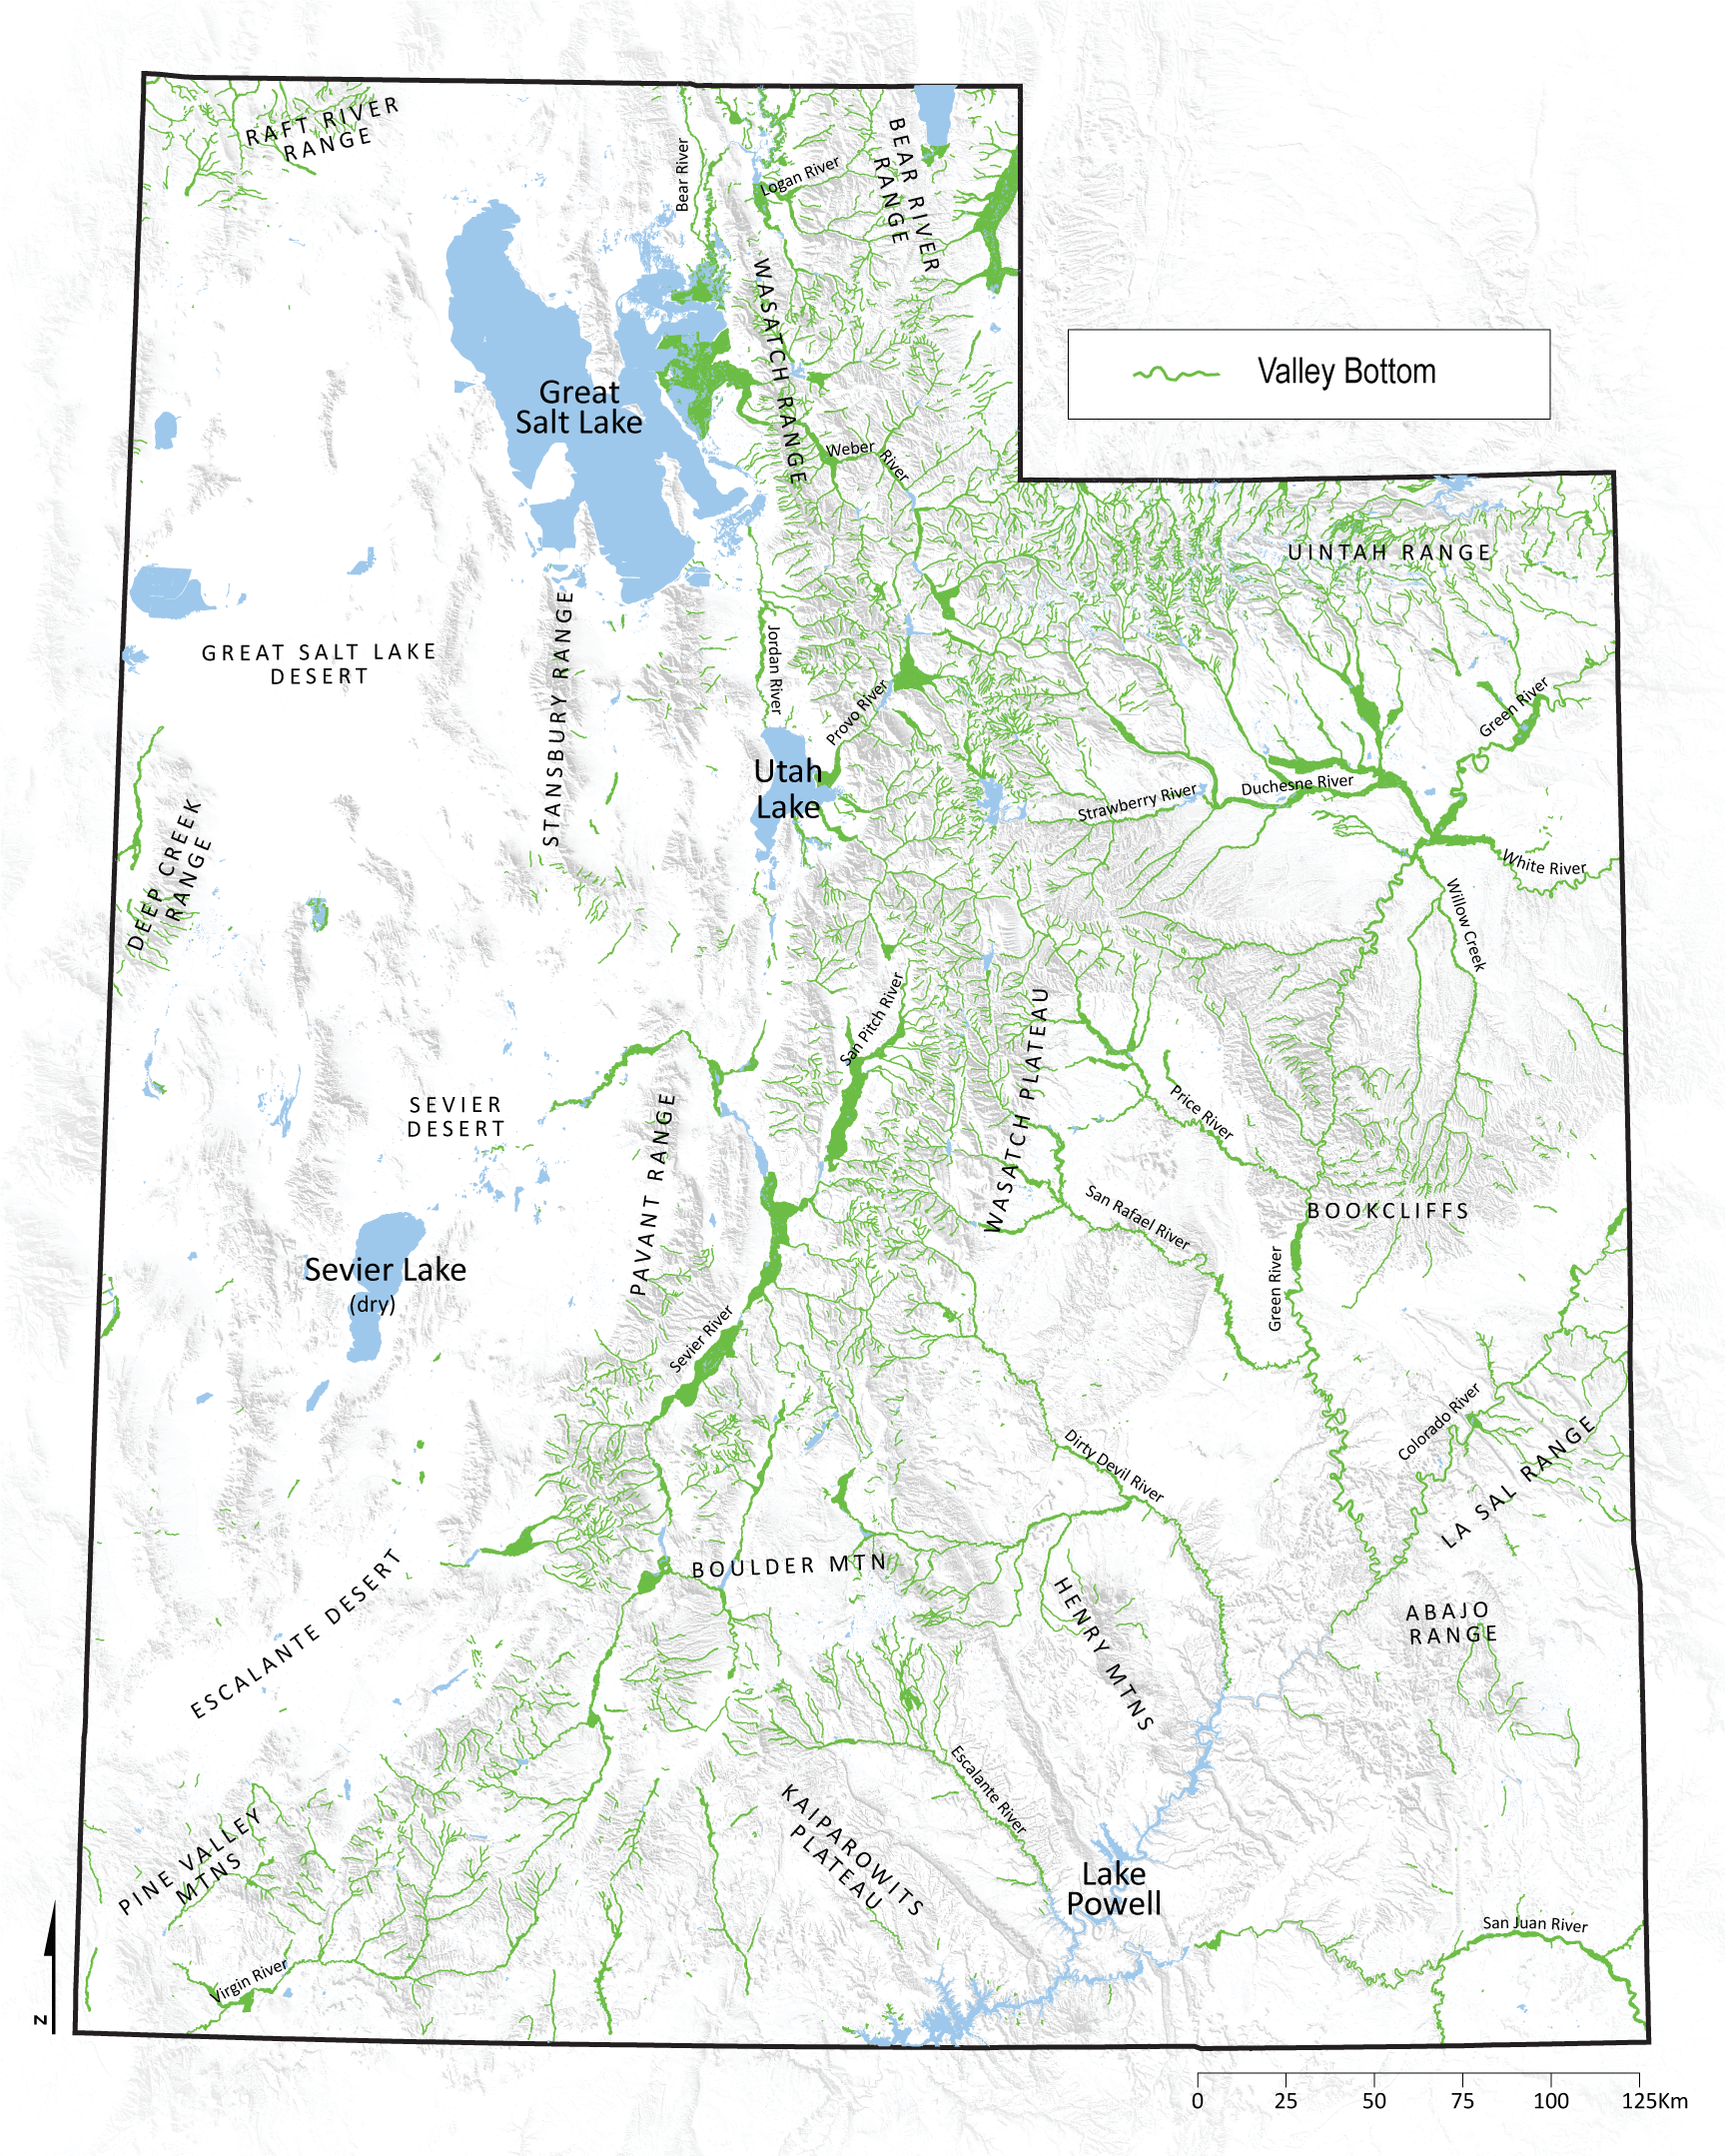 RAFT RIVER
RANGE
Bear River
Logan River
BEAR RIVER
RANGE
WASATCH RANGE
Great
Salt Lake
Valley Bottom
Weber River
UINTAH RANGE
GREAT SALT LAKE
DESERT
STANSBURY RANGE
Jordan River
Provo River
Green River
Utah
Lake
Strawberry River
Duchesne River
White River
DEEP CREEK
RANGE
Willow Creek
San Pitch River
WASATCH PLATEAU
Price River
SEVIER
DESERT
PAVANT RANGE
San Rafael River
BOOKCLIFFS
Sevier Lake
(dry)
Green River
Sevier River
Colorado River
LA SAL RANGE
Dirty Devil River
BOULDER MTN
HENRY MTNS
ABAJO
RANGE
ESCALANTE DESERT
Escalante River
KAIPAROWITS
PLATEAU
PINE VALLEY
MTNS
Lake
Powell
San Juan River
Virgin River
N
0 25 50 75 100 125Km